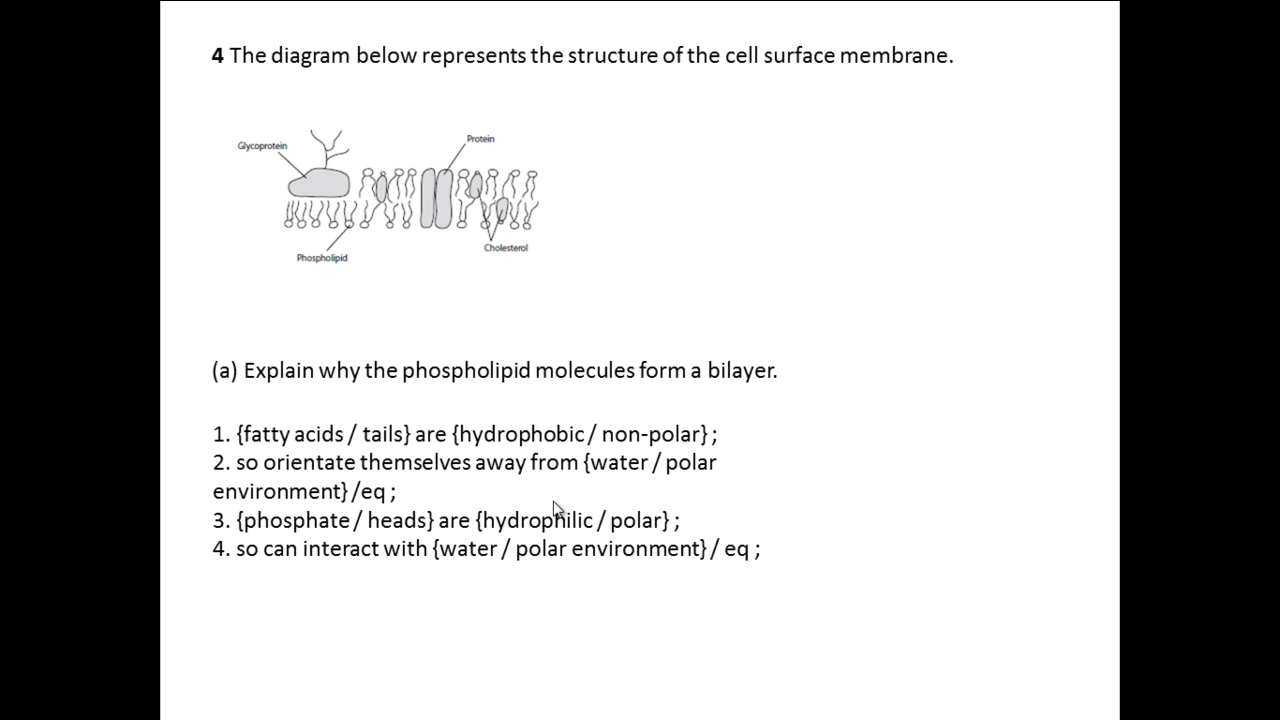 4 The diagram below represents the structure of the cell surface membrane.
Glycoprotein
Protein
Cholesterol
Phospholipid
(a) Explain why the phospholipid molecules form a bilayer.
1. {fatty acids / tails} are {hydrophobic / non-polar} ;
2. so orientate themselves away from {water / polar
environment} /eq ;
3. {phosphate / heads} are {hydrophilic / polar} ;
4. so can interact with {water / polar environment} / eq ;